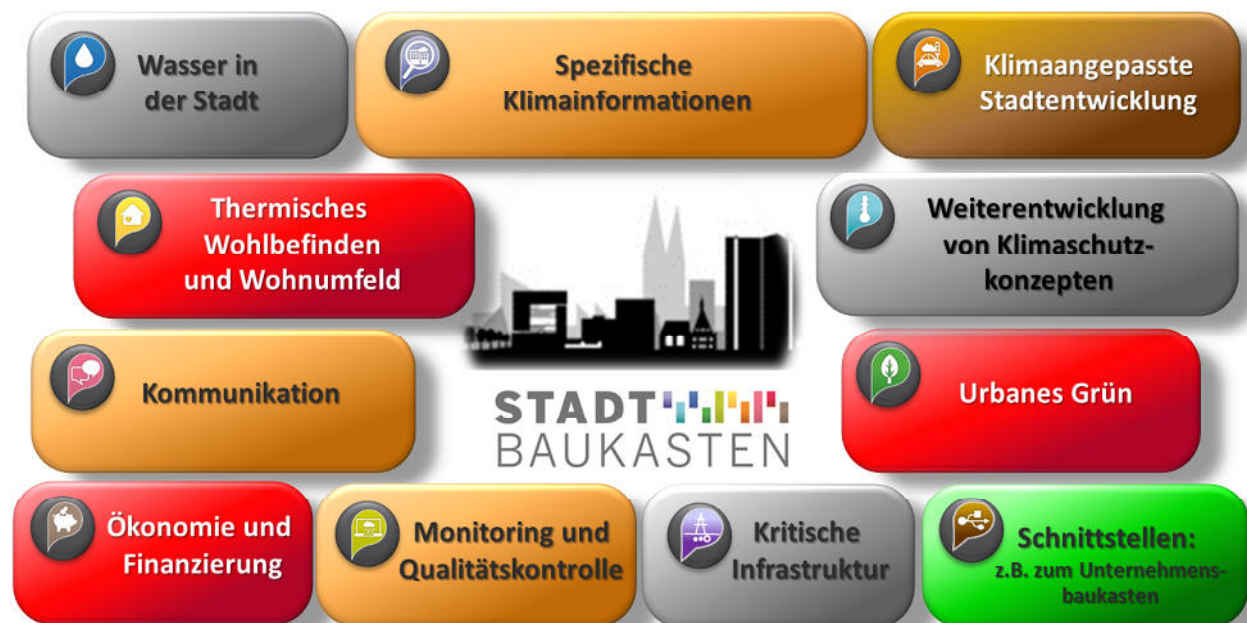 Wasser in
der Stadt
Spezifische
Klimainformationen
Klimaangepasste
Stadtentwicklung
Thermisches
Wohlbefinden
und Wohnumfeld
Weiterentwicklung
von Klimaschutz-
konzepten
Kommunikation
STADT
BAUKASTEN
Urbanes Grün
Ökonomie und
Finanzierung
Monitoring und
Qualitätskontrolle
Kritische
Infrastruktur
Schnittstellen:
z.B. zum Unternehmens-
baukasten